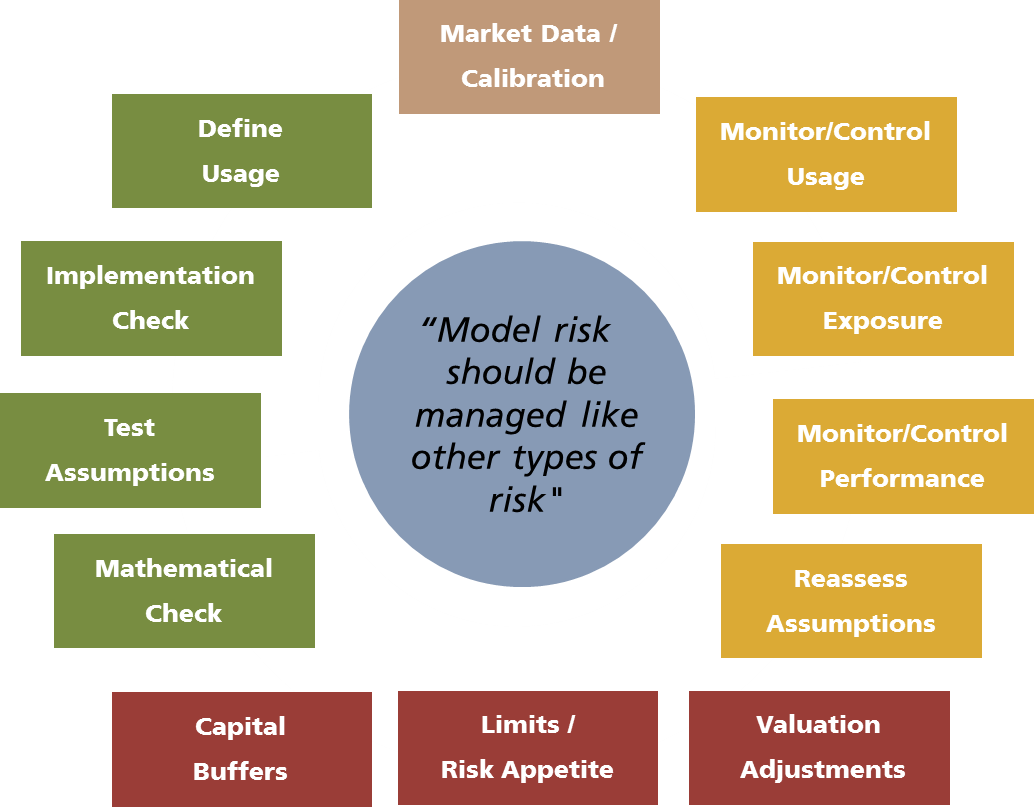 Market Data /
Calibration
Define
Usage
Monitor/Control
Usage
Implementation
Check
Monitor/Control
Exposure
“Model risk
should be
managed like
other types of
risk"
Test
Assumptions
Monitor/Control
Performance
Mathematical
Check
Reassess
Assumptions
Capital
Buffers
Limits /
Risk Appetite
Valuation
Adjustments